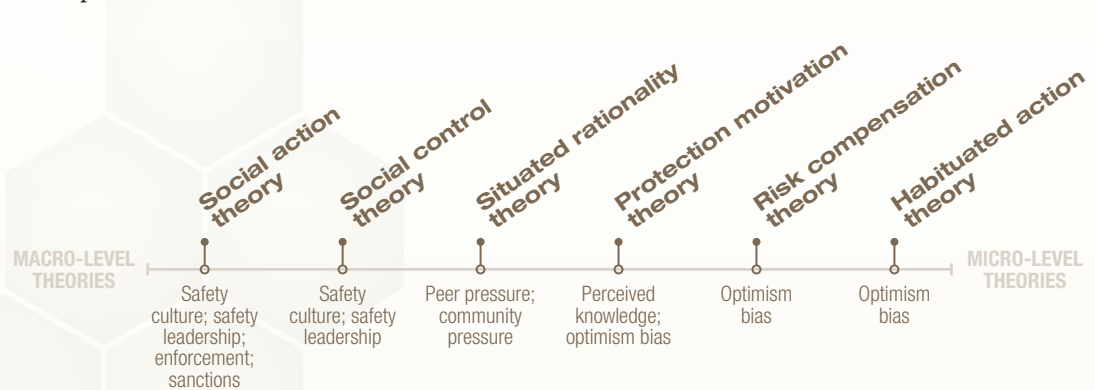 Social action
theory
Social control
theory
Situated rationality
theory
Protection motivation
theory
Risk compensation
theory
Habituated action
theory
MACRO-LEVEL
THEORIES
MICRO-LEVEL
THEORIES
Safety
culture; safety
leadership;
enforcement;
sanctions
Safety
culture; safety
leadership
Peer pressure;
community
pressure
Perceived
knowledge;
optimism bias
Optimism
bias
Optimism
bias